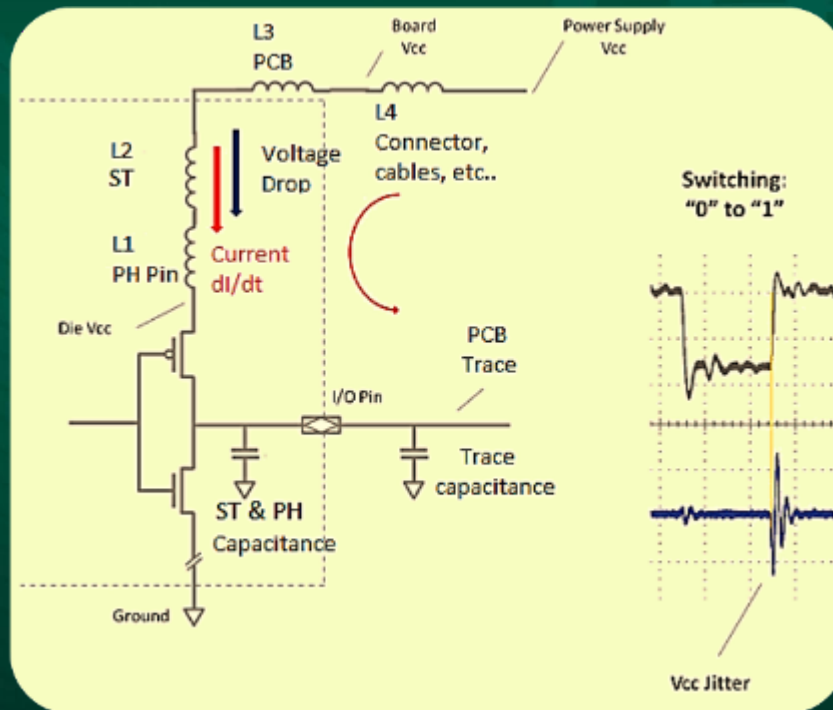 L3
PCB
Board
Vcc
Power Supply
Vcc
L2
ST
Voltage
Drop
L4
Connector,
cables, etc..
L1
PH Pin
Current
dI/dt
Die Vcc
I/O Pin
PCB
Trace
ST & PH
Capacitance
Trace
capacitance
Ground
Switching:
"0" to "1"
Vcc Jitter